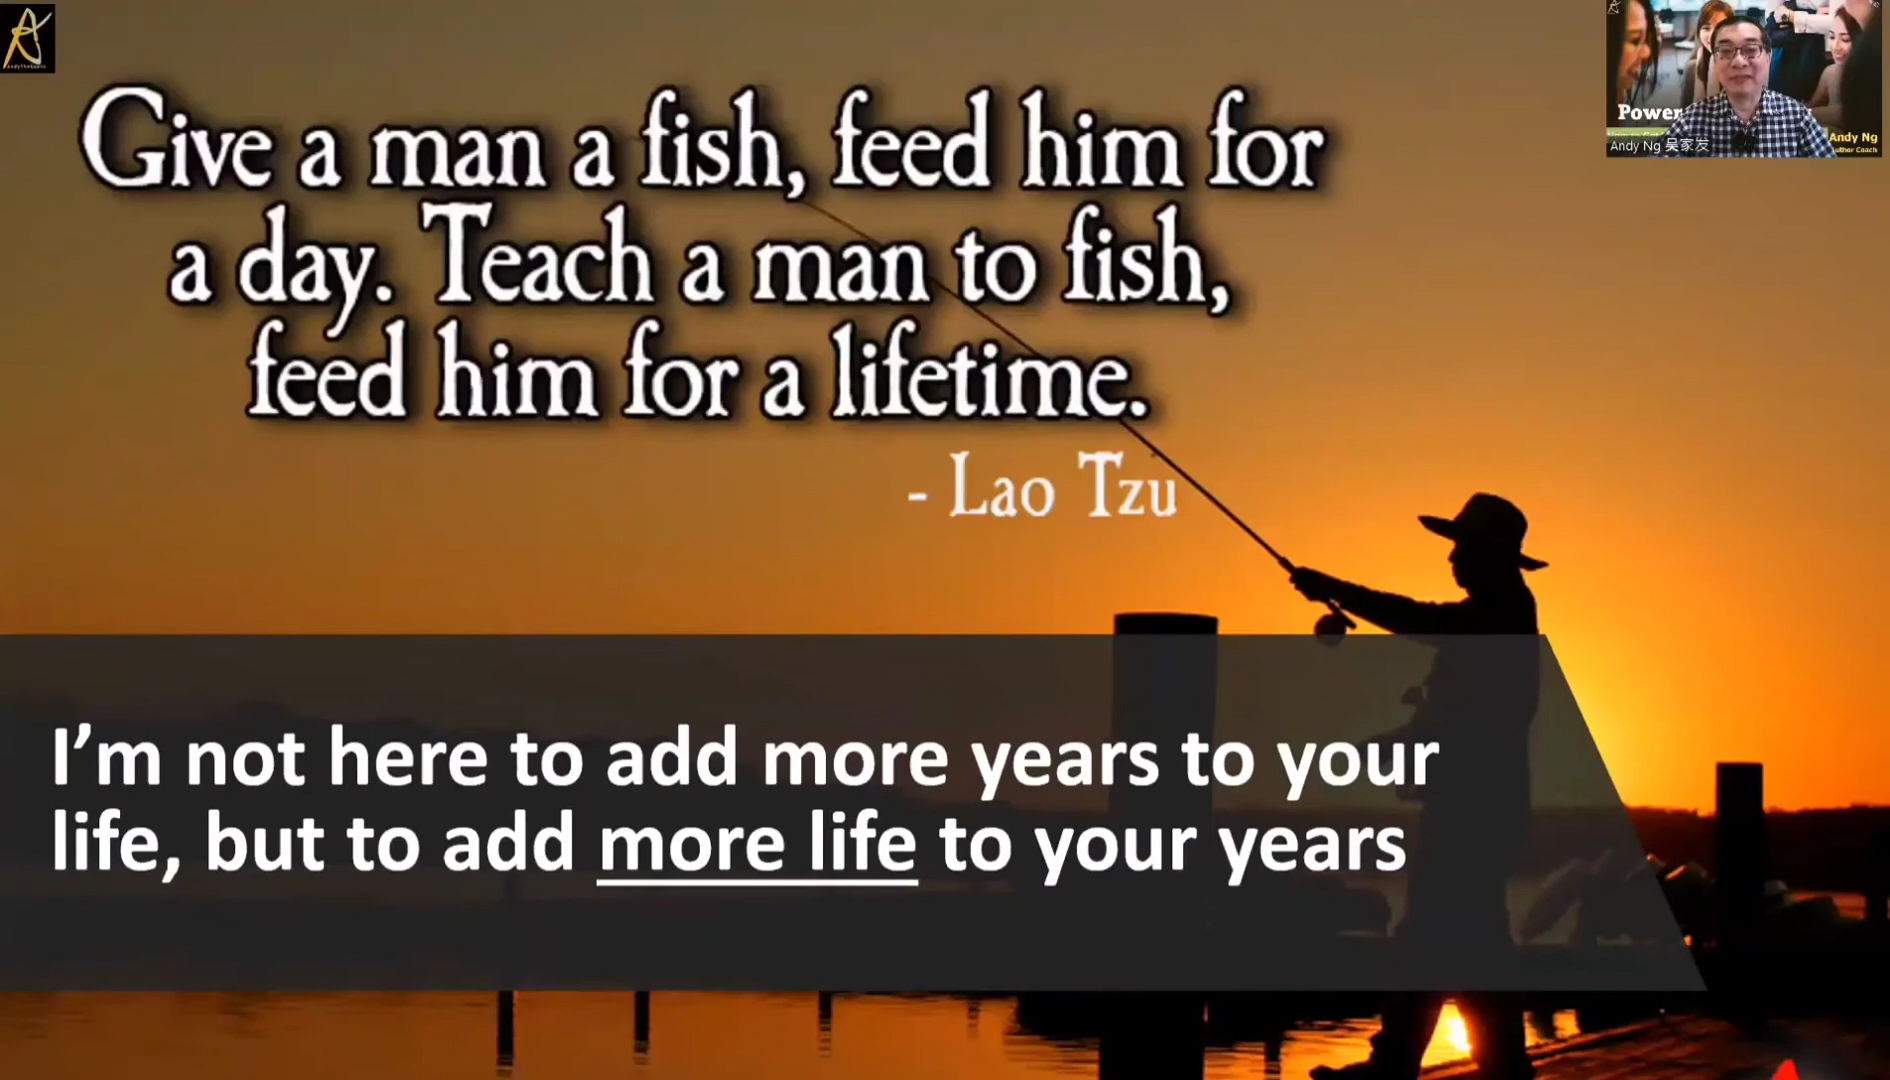 Give a man a fish, feed him for
a day. Teach a man to fish,
feed him for a lifetime.
- Lao Tzu
I'm not here to add more years to your
life, but to add more life to your years
Power
Andy Ng
Andy Ng 吴家发